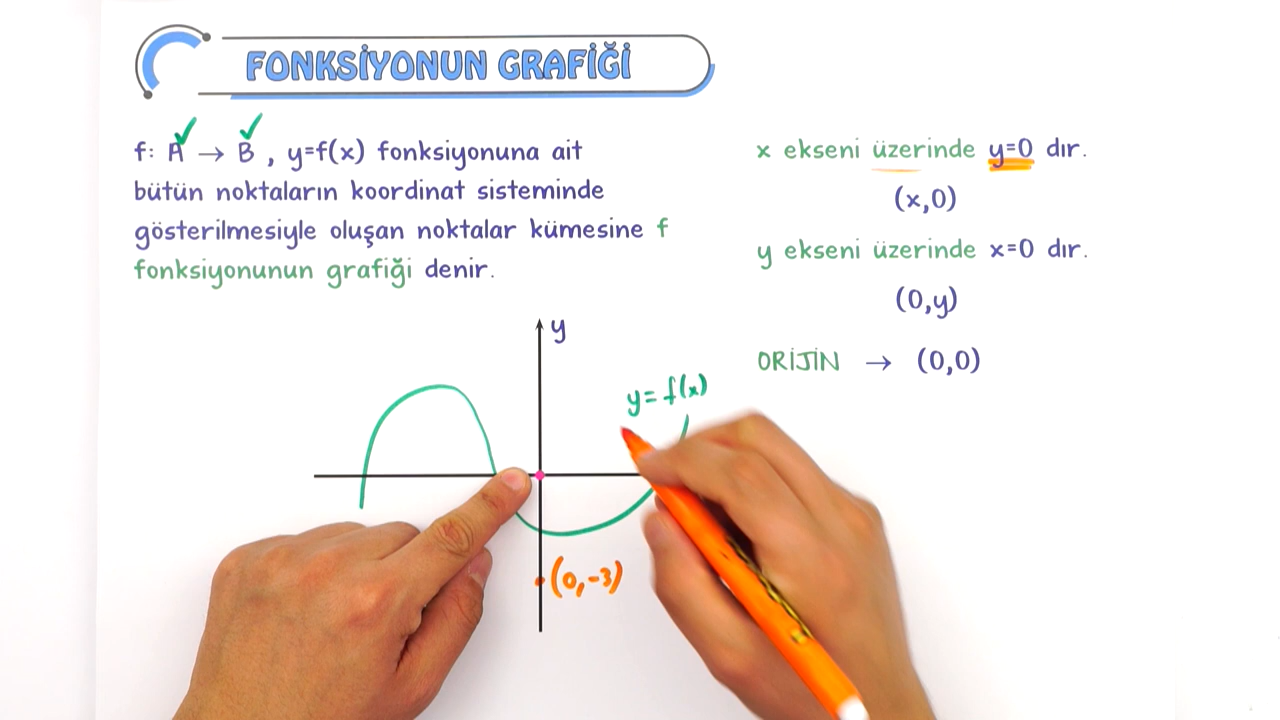 FONKSİYONUN GRAFİĞİ
f: A → B , y=f(x) fonksiyonuna ait
bütün noktaların koordinat sisteminde
gösterilmesiyle oluşan noktalar kümesine f
fonksiyonunun grafiği denir.
x ekseni üzerinde y=0 dır.
(x,0)
y ekseni üzerinde x=0 dır.
(0,y)
ORİJİN → (0,0)
y
y=f(x)
(0,-3)